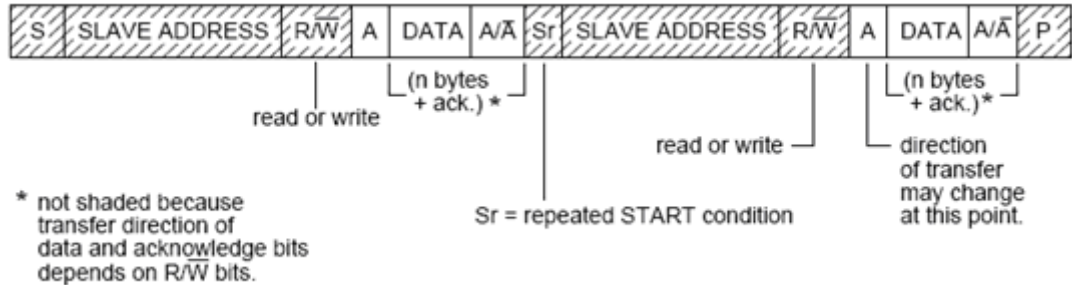 S SLAVE ADDRESS R/W̅ A DATA A/A̅ Sr SLAVE ADDRESS R/W̅ A DATA A/A̅ P
(n bytes
+ ack.) *
read or write
(n bytes
+ ack.) *
read or write
direction
of transfer
may change
at this point.
Sr = repeated START condition
* not shaded because
transfer direction of
data and acknowledge bits
depends on R/W̅ bits.